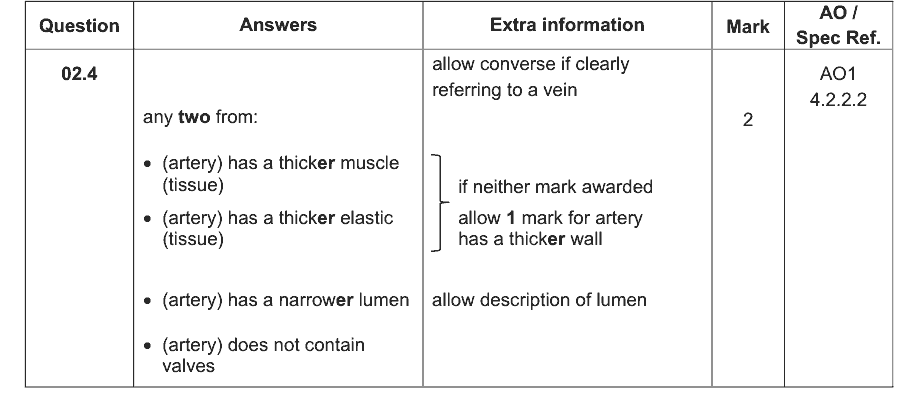 Question Answers Extra information Mark AO / Spec Ref.
02.4
allow converse if clearly
referring to a vein
AO1
4.2.2.2
any two from:
2
• (artery) has a thicker muscle
(tissue)
• (artery) has a thicker elastic
(tissue)
if neither mark awarded
allow 1 mark for artery
has a thicker wall
• (artery) has a narrower lumen
allow description of lumen
• (artery) does not contain
valves